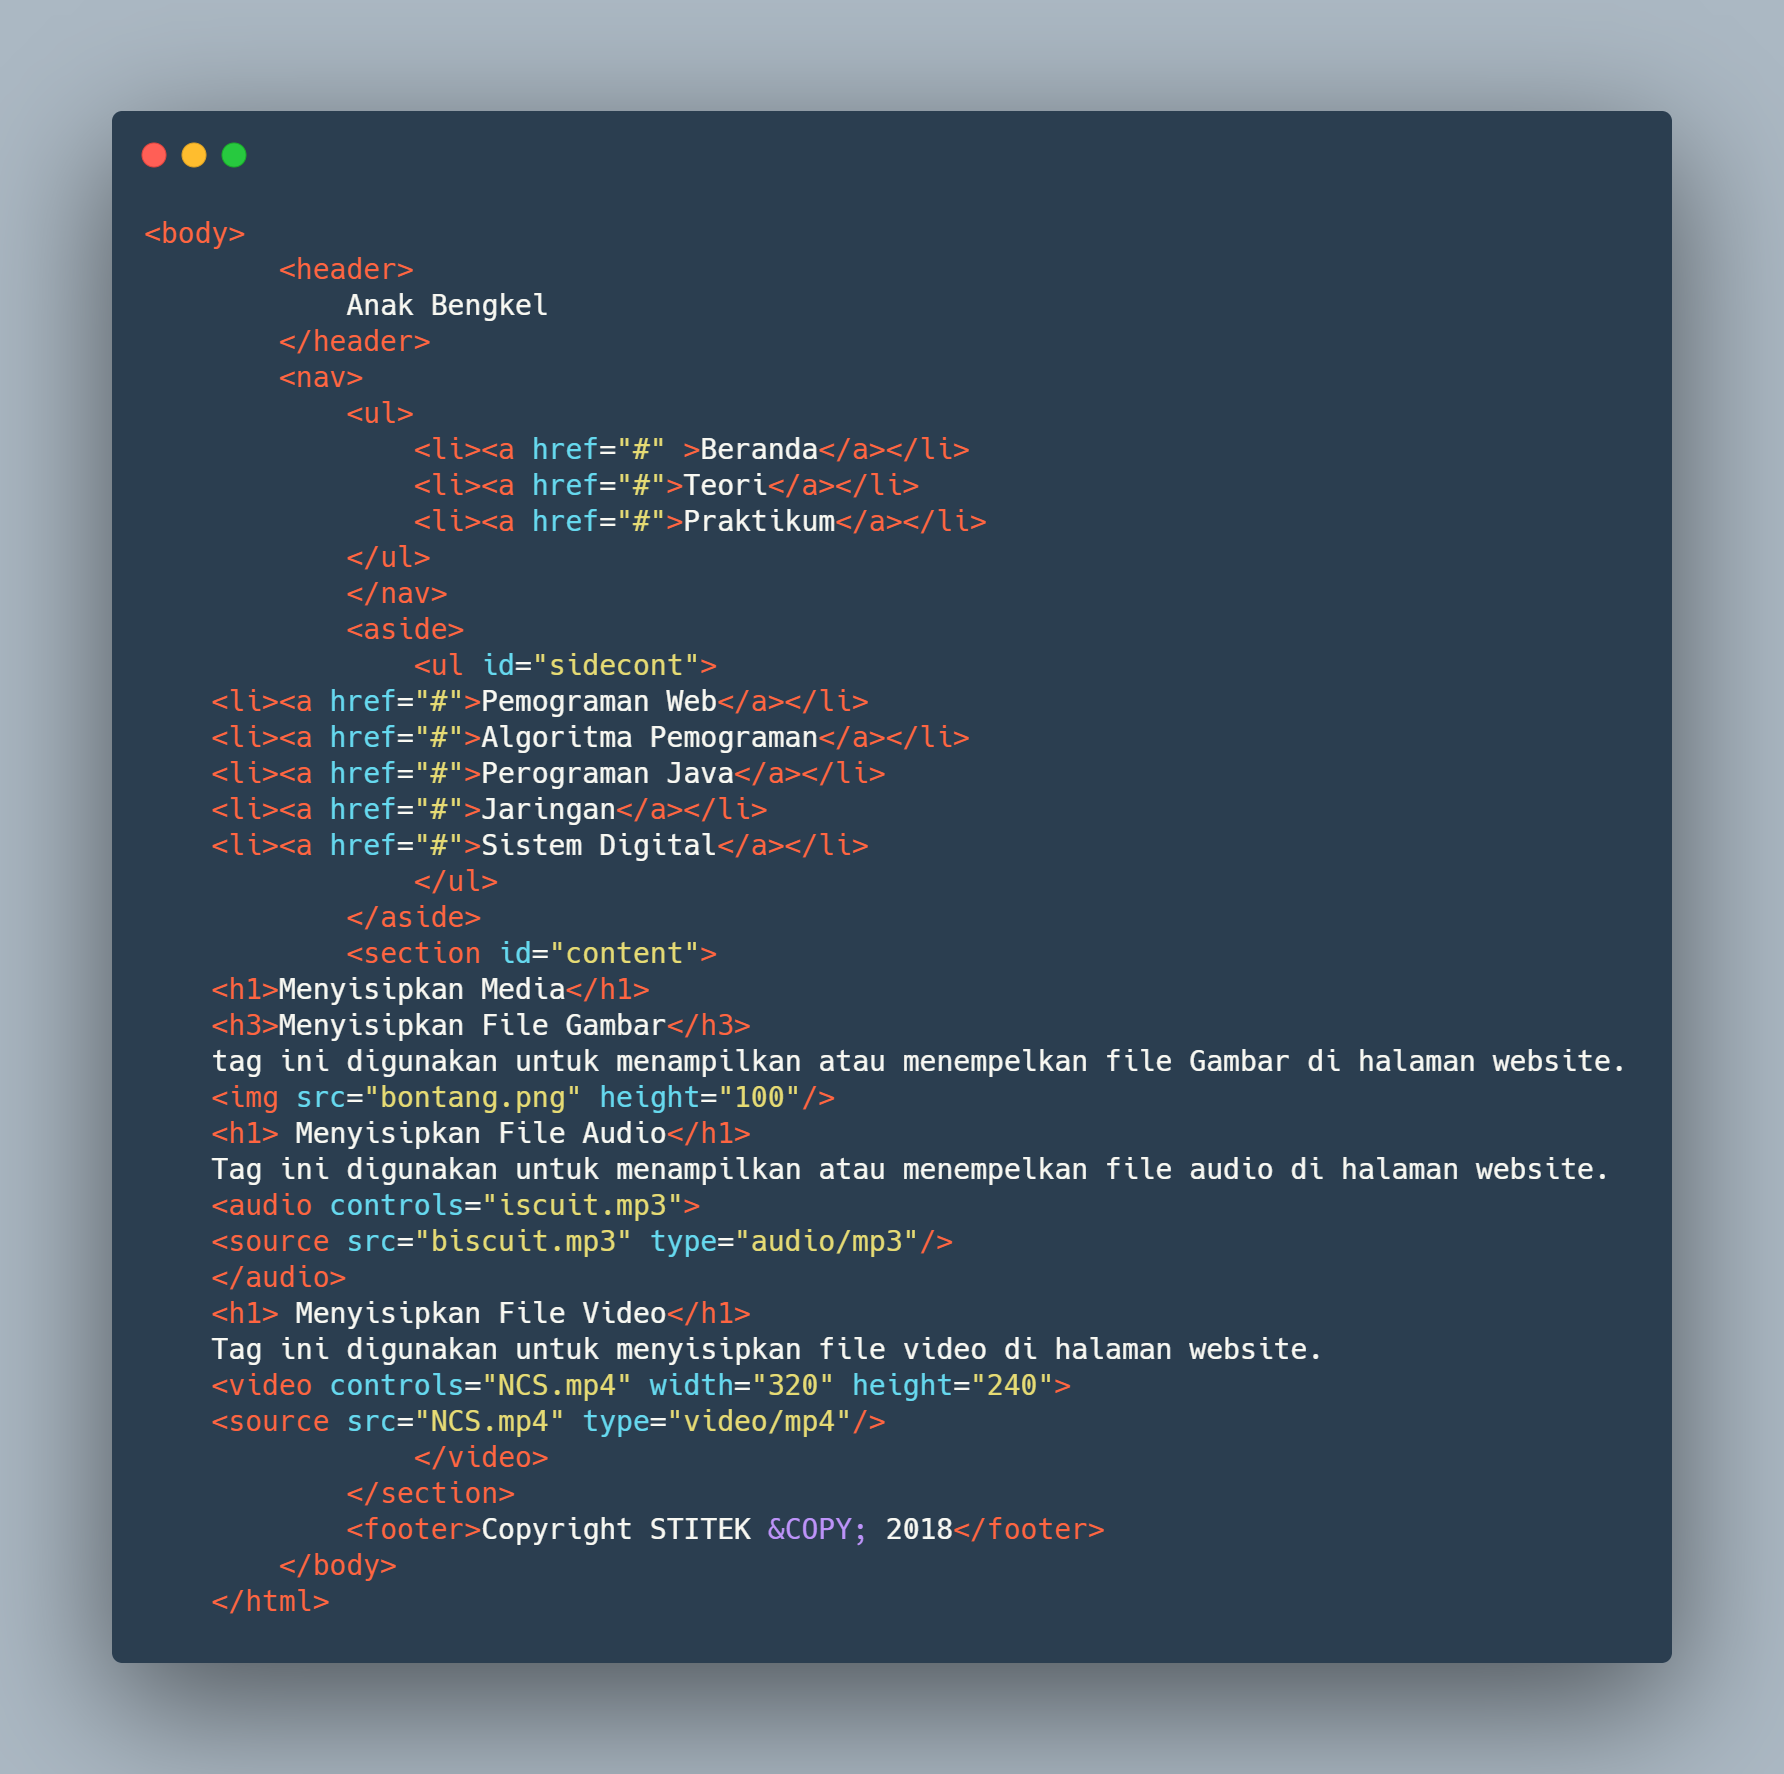 <body>
        <header>
            Anak Bengkel
        </header>
        <nav>
            <ul>
                <li><a href="#" >Beranda</a></li>
                <li><a href="#">Teori</a></li>
                <li><a href="#">Praktikum</a></li>
            </ul>
            </nav>
            <aside>
                <ul id="sidecont">
    <li><a href="#">Pemograman Web</a></li>
    <li><a href="#">Algoritma Pemograman</a></li>
    <li><a href="#">Perograman Java</a></li>
    <li><a href="#">Jaringan</a></li>
    <li><a href="#">Sistem Digital</a></li>
                </ul>
            </aside>
            <section id="content">
    <h1>Menyisipkan Media</h1>
    <h3>Menyisipkan File Gambar</h3>
    tag ini digunakan untuk menampilkan atau menempelkan file Gambar di halaman website.
    <img src="bontang.png" height="100"/>
    <h1> Menyisipkan File Audio</h1>
    Tag ini digunakan untuk menampilkan atau menempelkan file audio di halaman website.
    <audio controls="iscuit.mp3">
    <source src="biscuit.mp3" type="audio/mp3"/>
    </audio>
    <h1> Menyisipkan File Video</h1>
    Tag ini digunakan untuk menyisipkan file video di halaman website.
    <video controls="NCS.mp4" width="320" height="240">
    <source src="NCS.mp4" type="video/mp4"/>
                </video>
            </section>
            <footer>Copyright STITEK &COPY; 2018</footer>
        </body>
    </html>